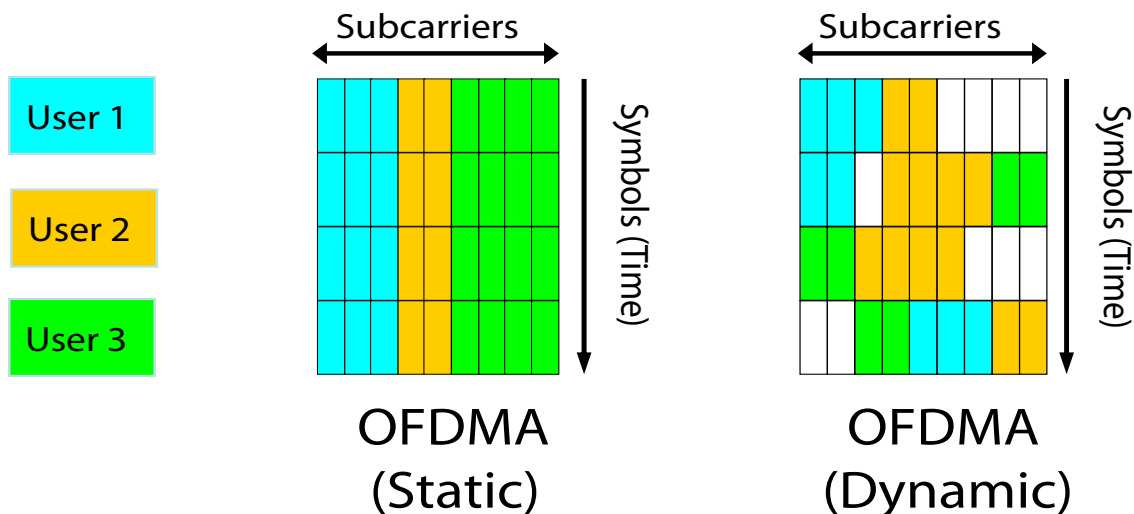 Subcarriers
Subcarriers
User 1
User 2
User 3
Symbols (Time)
Symbols (Time)
OFDMA
(Static)
OFDMA
(Dynamic)